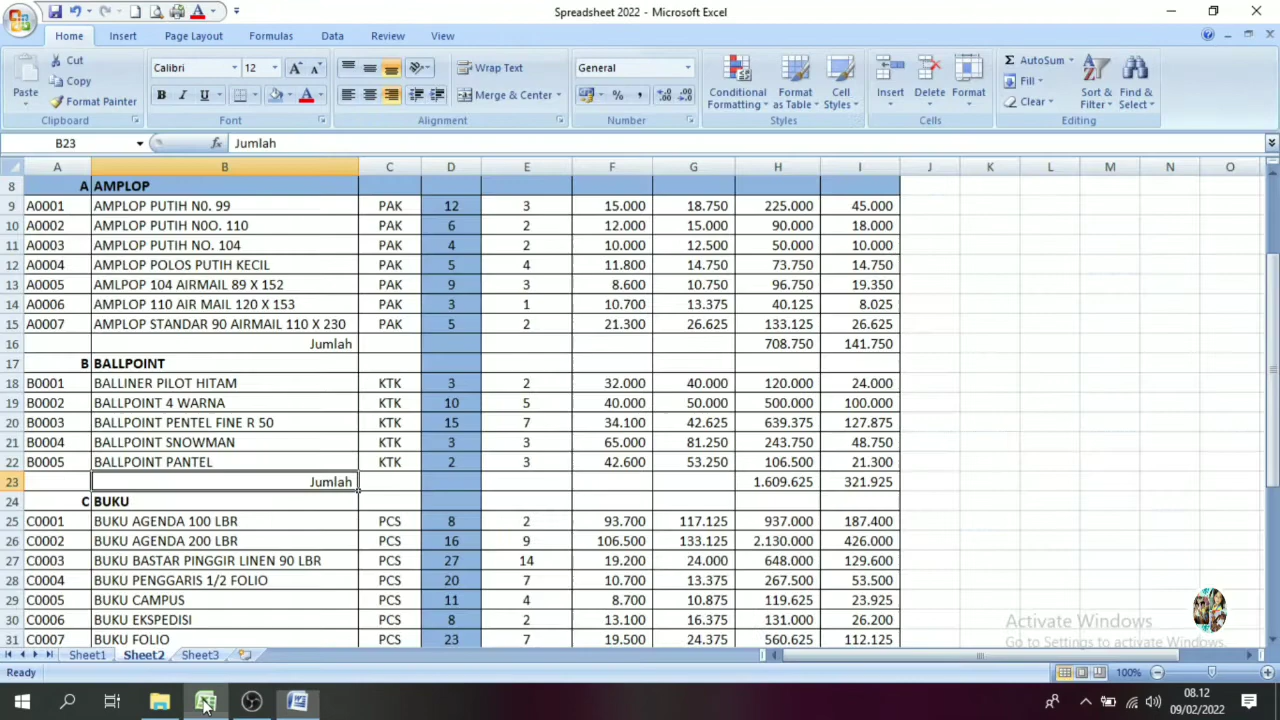 Spreadsheet 2022 - Microsoft Excel
Home Insert Page Layout Formulas Data Review View
Paste Cut Copy Format Painter Clipboard
Calibri 12 B I U Font
Wrap Text Merge & Center Alignment
General % , Number
Conditional Formatting Format as Table Cell Styles Styles
Insert Delete Format Cells
Σ AutoSum Fill Clear Sort & Filter Find & Select Editing
B23 fx Jumlah
A B C D E F G H I J K L M N O
8 A AMPLOP
9 A0001 AMPLOP PUTIH N0. 99 PAK 12 3 15.000 18.750 225.000 45.000
10 A0002 AMPLOP PUTIH N0O. 110 PAK 6 2 12.000 15.000 90.000 18.000
11 A0003 AMPLOP PUTIH NO. 104 PAK 4 2 10.000 12.500 50.000 10.000
12 A0004 AMPLOP POLOS PUTIH KECIL PAK 5 4 11.800 14.750 73.750 14.750
13 A0005 AMLPOP 104 AIRMAIL 89 X 152 PAK 9 3 8.600 10.750 96.750 19.350
14 A0006 AMPLOP 110 AIR MAIL 120 X 153 PAK 3 1 10.700 13.375 40.125 8.025
15 A0007 AMPLOP STANDAR 90 AIRMAIL 110 X 230 PAK 5 2 21.300 26.625 133.125 26.625
16 Jumlah 708.750 141.750
17 B BALLPOINT
18 B0001 BALLINER PILOT HITAM KTK 3 2 32.000 40.000 120.000 24.000
19 B0002 BALLPOINT 4 WARNA KTK 10 5 40.000 50.000 500.000 100.000
20 B0003 BALLPOINT PENTEL FINE R 50 KTK 15 7 34.100 42.625 639.375 127.875
21 B0004 BALLPOINT SNOWMAN KTK 3 3 65.000 81.250 243.750 48.750
22 B0005 BALLPOINT PANTEL KTK 2 3 42.600 53.250 106.500 21.300
23 Jumlah 1.609.625 321.925
24 C BUKU
25 C0001 BUKU AGENDA 100 LBR PCS 8 2 93.700 117.125 937.000 187.400
26 C0002 BUKU AGENDA 200 LBR PCS 16 9 106.500 133.125 2.130.000 426.000
27 C0003 BUKU BASTAR PINGGIR LINEN 90 LBR PCS 27 14 19.200 24.000 648.000 129.600
28 C0004 BUKU PENGGARIS 1/2 FOLIO PCS 20 7 10.700 13.375 267.500 53.500
29 C0005 BUKU CAMPUS PCS 11 4 8.700 10.875 119.625 23.925
30 C0006 BUKU EKSPEDISI PCS 8 2 13.100 16.375 131.000 26.200
31 C0007 BUKU FOLIO PCS 23 7 19.500 24.375 560.625 112.125
Activate Windows
Go to Settings to activate Windows.
Sheet1 Sheet2 Sheet3
Ready 100%
08.12
09/02/2022